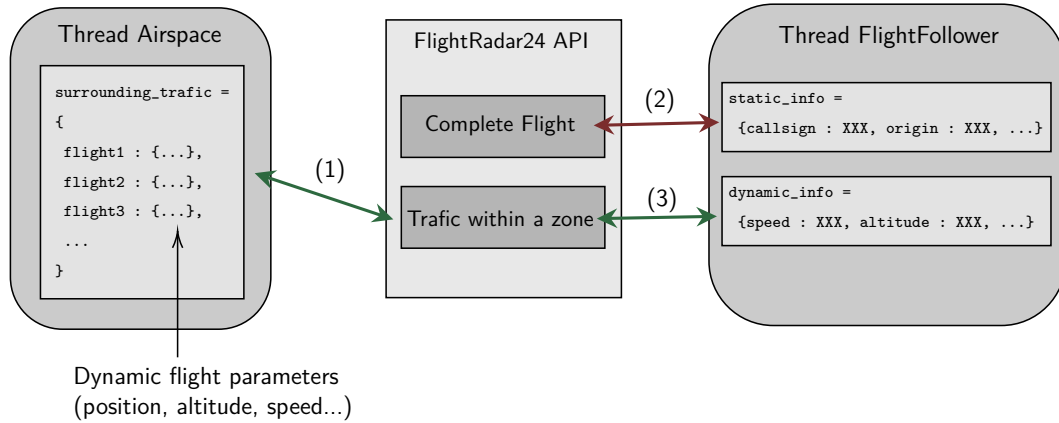 Thread Airspace
surrounding_trafic =
{
flight1 : {...},
flight2 : {...},
flight3 : {...},
...
}
Dynamic flight parameters
(position, altitude, speed...)
(1)
FlightRadar24 API
Complete Flight
Trafic within a zone
(2)
(3)
Thread FlightFollower
static_info =
{callsign : XXX, origin : XXX, ...}
dynamic_info =
{speed : XXX, altitude : XXX, ...}